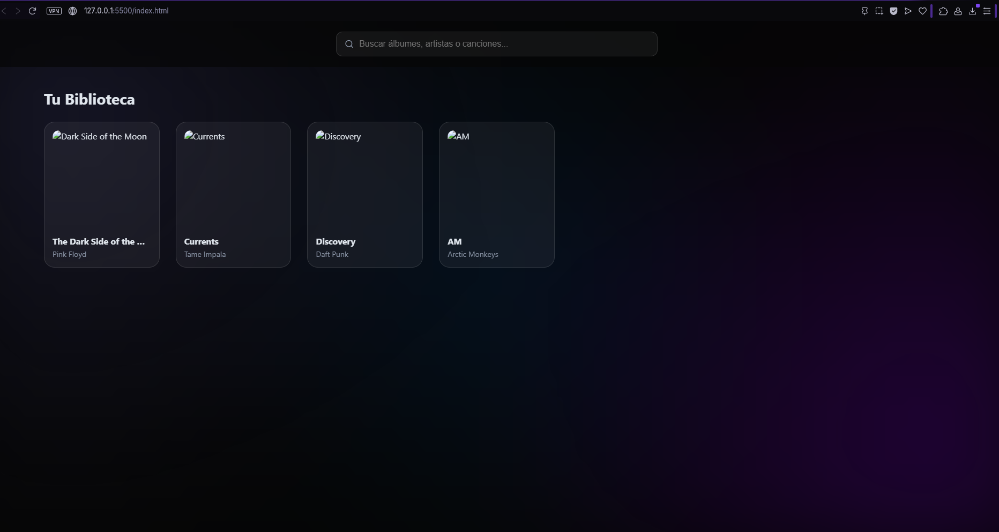 VPN 127.0.0.1:5500/index.html
Buscar álbumes, artistas o canciones...
Tu Biblioteca
Dark Side of the Moon
Currents
Discovery
AM
The Dark Side of the ...
Pink Floyd
Currents
Tame Impala
Discovery
Daft Punk
AM
Arctic Monkeys